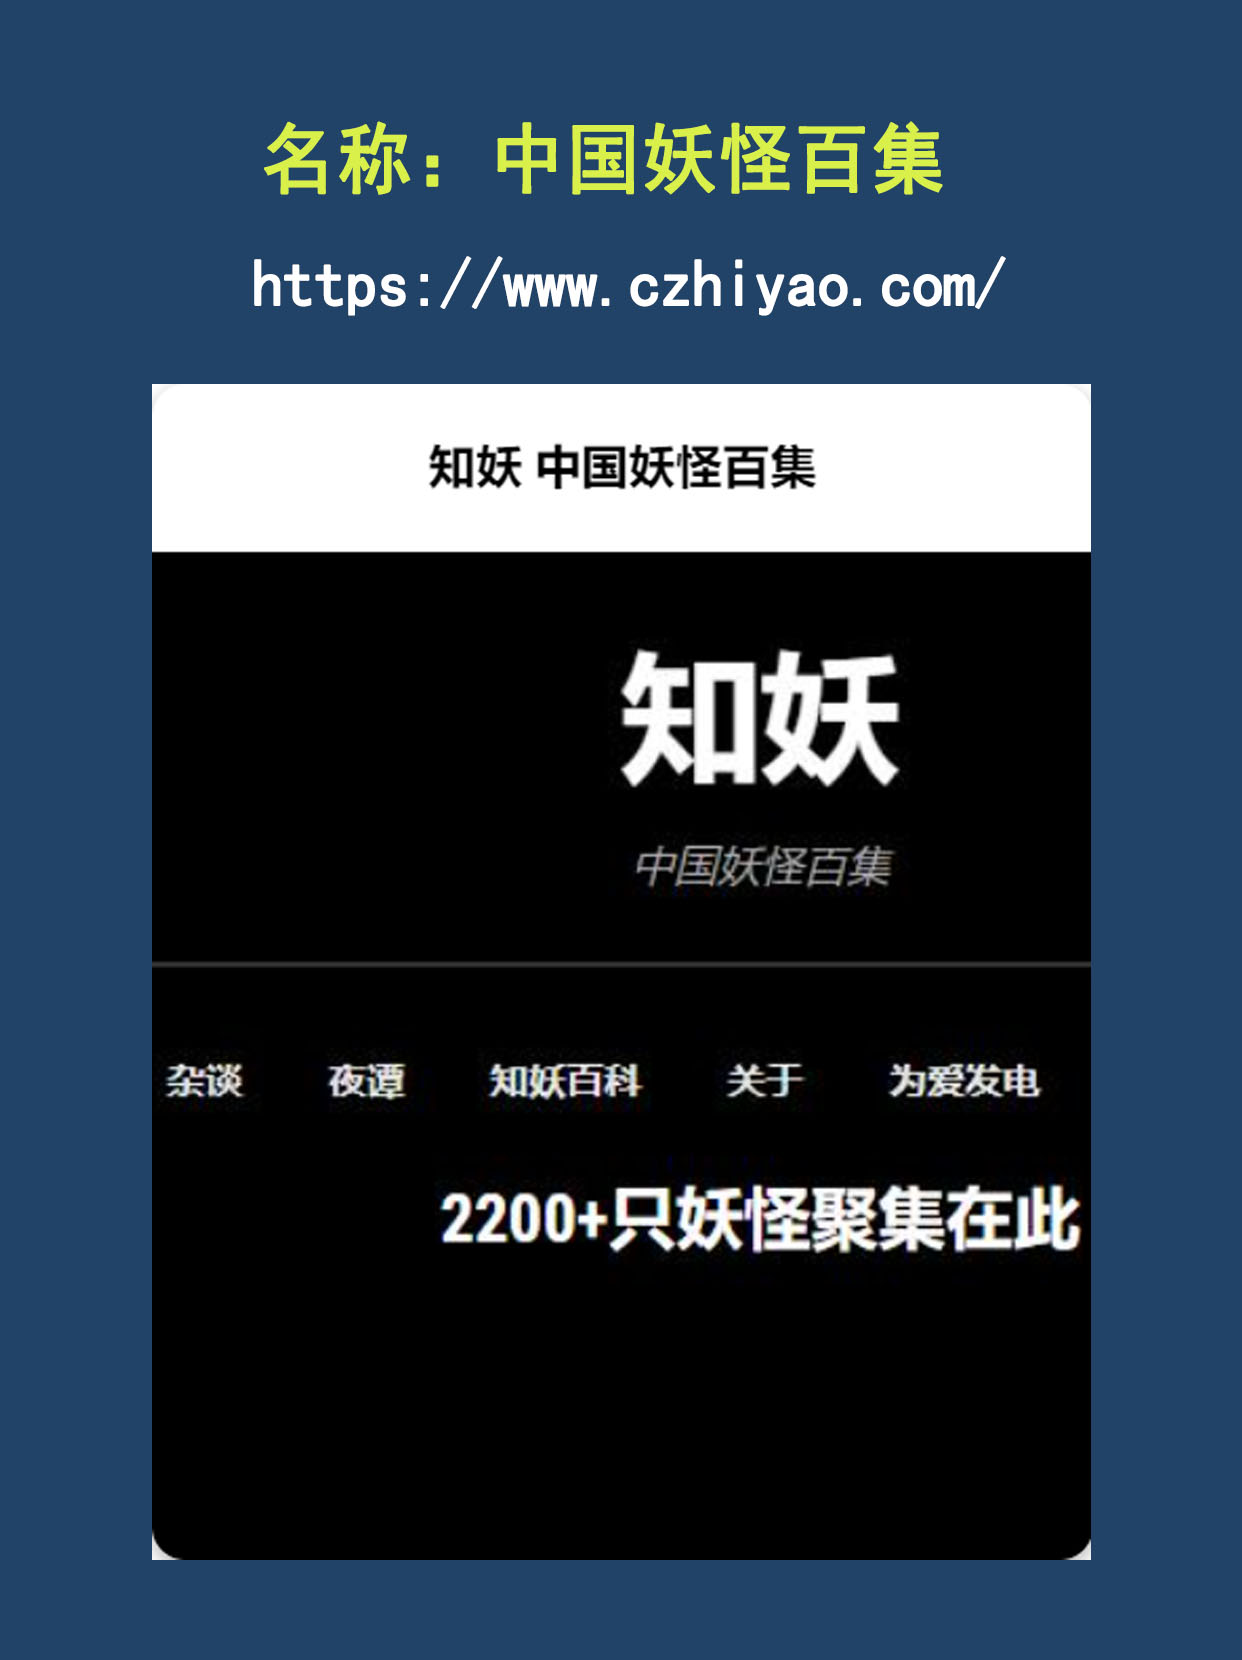 名称：中国妖怪百集
https://www.czhiyao.com/
知妖 中国妖怪百集
知妖
中国妖怪百集
杂谈 夜谭 知妖百科 关于 为爱发电
2200+只妖怪聚集在此